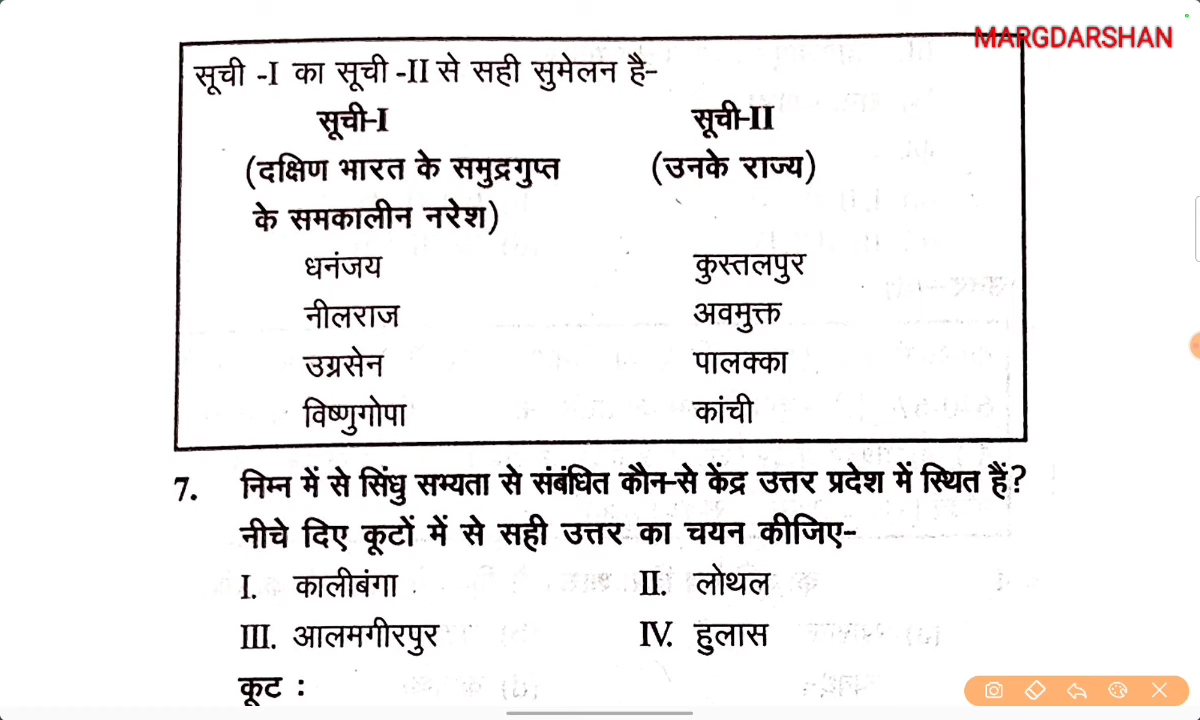 MARGDARSHAN
सूची -I का सूची -II से सही सुमेलन है-
सूची-I सूची-II
(दक्षिण भारत के समुद्रगुप्त (उनके राज्य)
के समकालीन नरेश)
धनंजय कुस्तलपुर
नीलराज अवमुक्त
उग्रसेन पालक्का
विष्णुगोपा कांची
7. निम्न में से सिंधु सभ्यता से संबंधित कौन-से केंद्र उत्तर प्रदेश में स्थित हैं?
नीचे दिए कूटों में से सही उत्तर का चयन कीजिए-
I. कालीबंगा II. लोथल
III. आलमगीरपुर IV. हुलास
कूट :